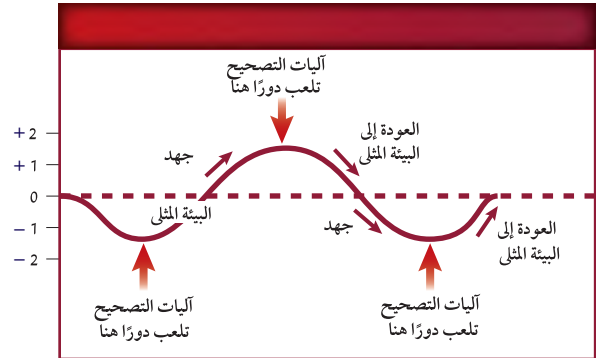 آليات التصحيح
تلعب دورًا هنا
العودة إلى
البيئة المثلى
جهد
+ 2
+ 1
0
– 1
– 2
البيئة المثلى
جهد
العودة إلى
البيئة المثلى
آليات التصحيح
تلعب دورًا هنا
آليات التصحيح
تلعب دورًا هنا